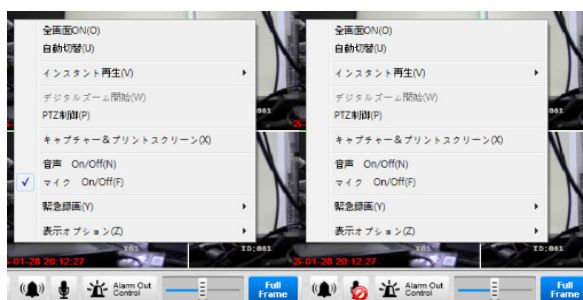 全画面ON(O)
自動切替(U)
インスタント再生(V)
デジタルズーム開始(W)
PTZ制御(P)
キャプチャー＆プリントスクリーン(X)
音声 On/Off(N)
マイク On/Off(F)
緊急録画(Y)
表示オプション(Z)
ID:001
-01-28 20:12:27
Alarm Out
Control
Full
Frame
全画面ON(O)
自動切替(U)
インスタント再生(V)
デジタルズーム開始(W)
PTZ制御(P)
キャプチャー＆プリントスクリーン(X)
音声 On/Off(N)
マイク On/Off(F)
緊急録画(Y)
表示オプション(Z)
ID:001
-01-28 20:12:27
Alarm Out
Control
Full
Frame